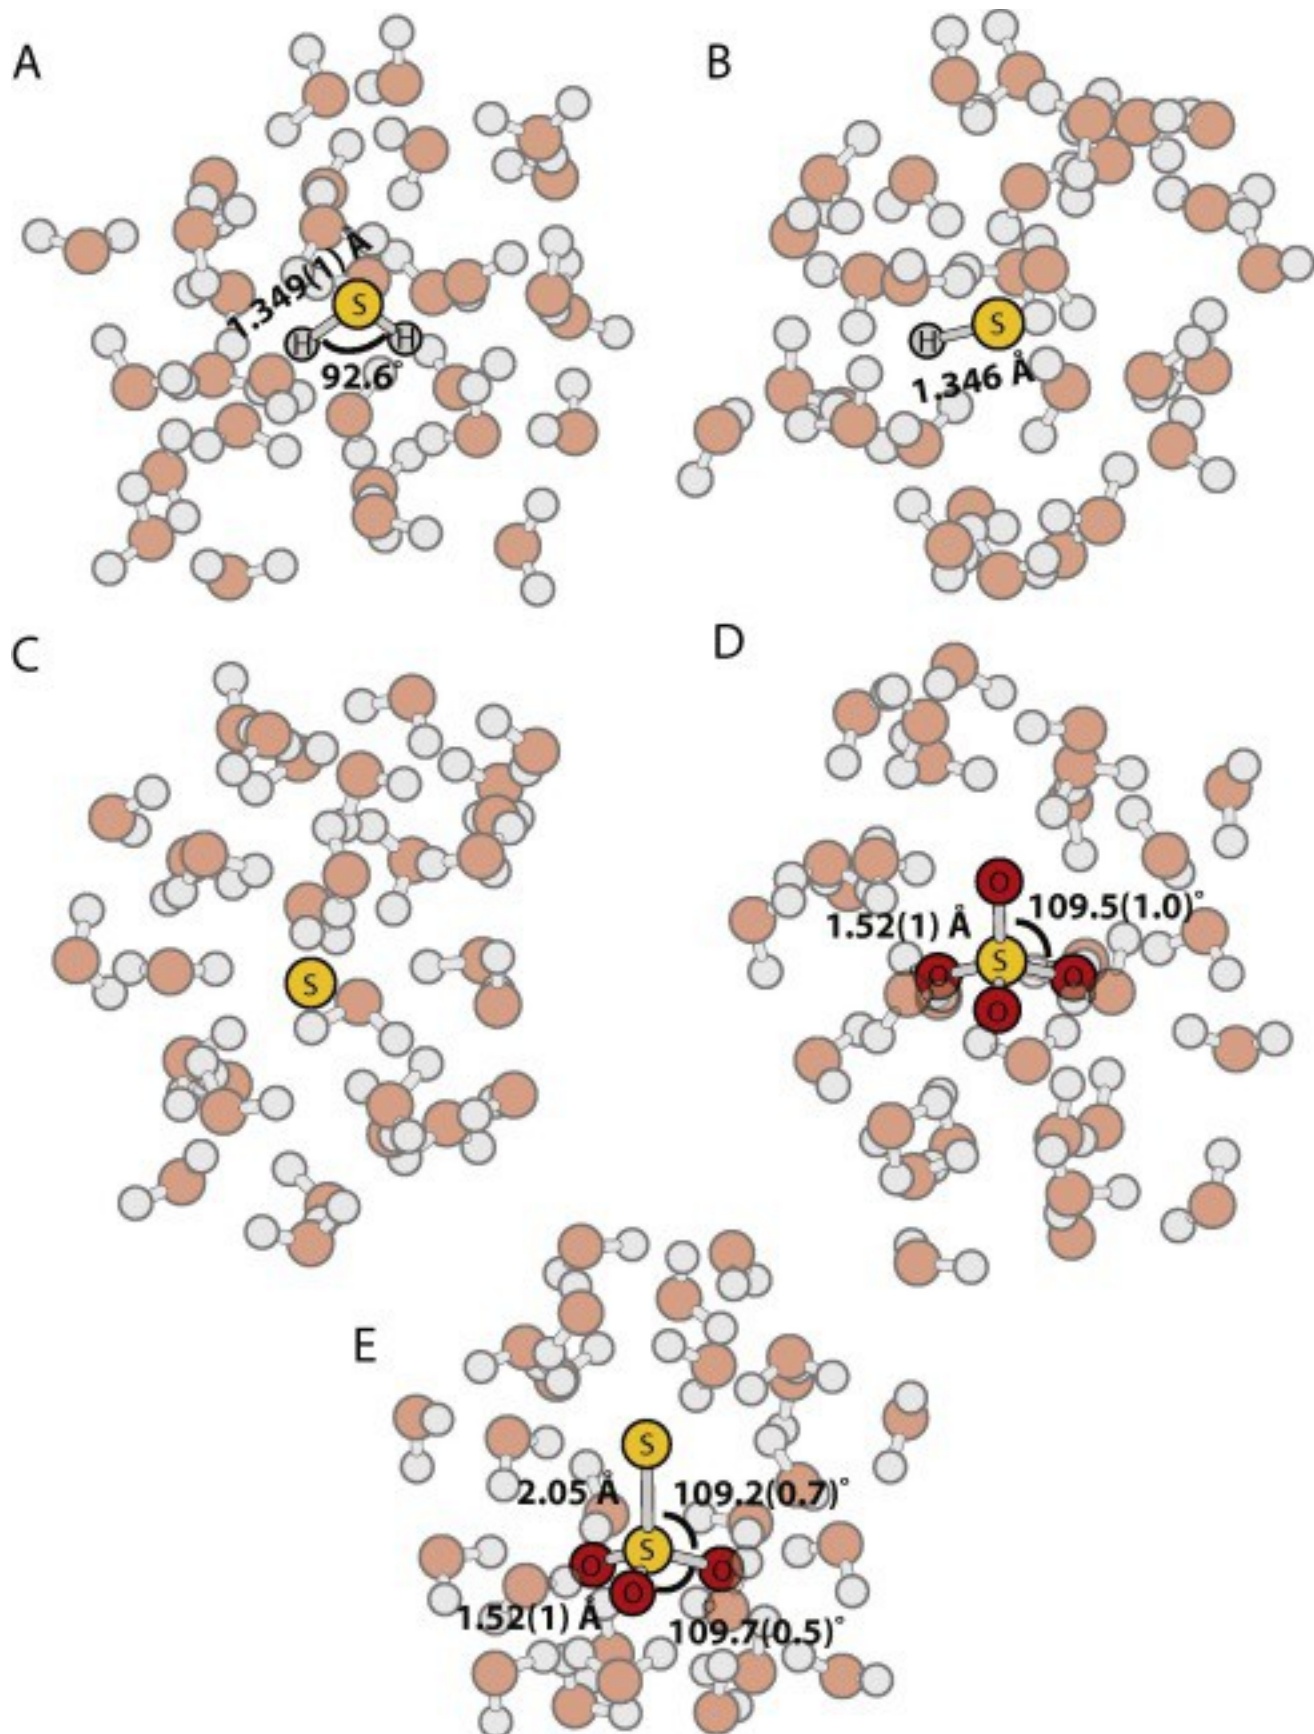 A
B
1.349(1) Å
S
H
H
92.6°
S
H
1.346 Å
C
D
S
O
109.5(1.0)°
1.52(1) Å
S
O
O
O
E
S
2.05 Å
109.2(0.7)°
S
O
O
O
1.52(1) Å
109.7(0.5)°